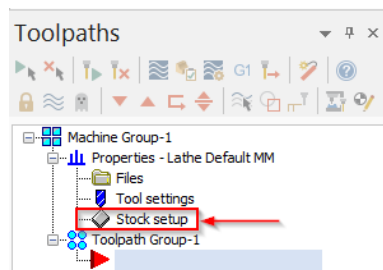 Toolpaths
G1
Machine Group-1
Properties - Lathe Default MM
Files
Tool settings
Stock setup
Toolpath Group-1